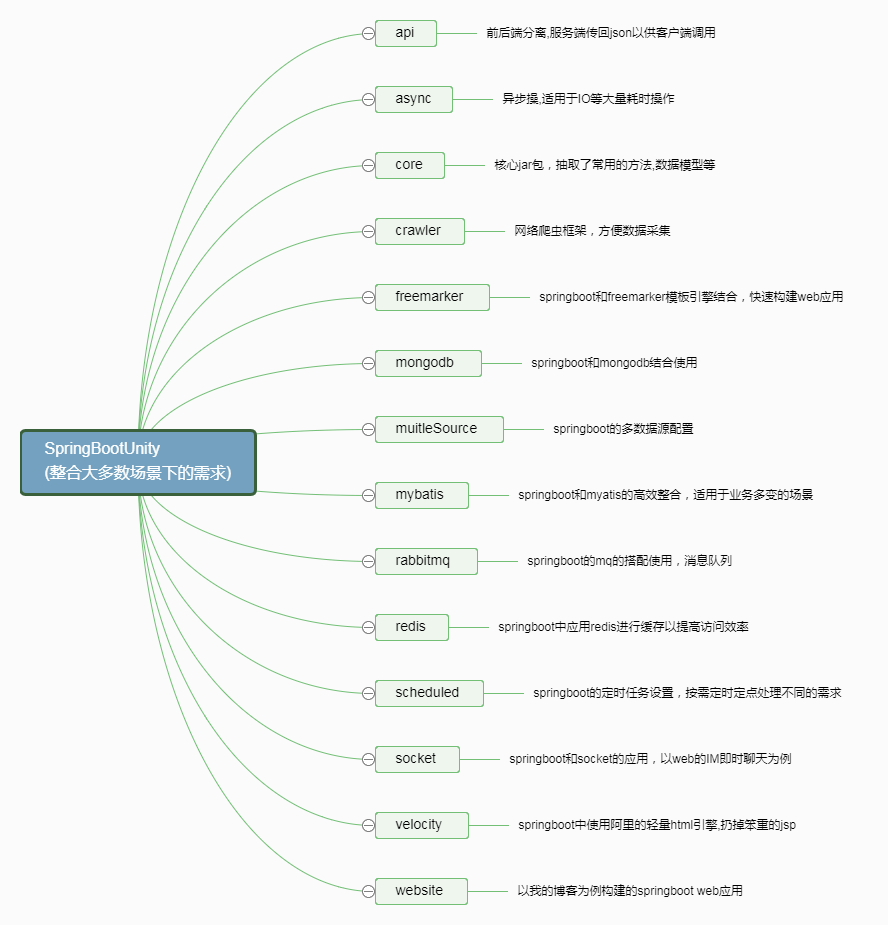 api
前后端分离,服务端传回json以供客户端调用
async
异步操,适用于IO等大量耗时操作
core
核心jar包，抽取了常用的方法,数据模型等
crawler
网络爬虫框架，方便数据采集
freemarker
springboot和freemarker模板引擎结合，快速构建web应用
mongodb
springboot和mongodb结合使用
muitleSource
springboot的多数据源配置
SpringBootUnity
(整合大多数场景下的需求)
mybatis
springboot和myatis的高效整合，适用于业务多变的场景
rabbitmq
springboot的mq的搭配使用，消息队列
redis
springboot中应用redis进行缓存以提高访问效率
scheduled
springboot的定时任务设置，按需定时定点处理不同的需求
socket
springboot和socket的应用，以web的IM即时聊天为例
velocity
springboot中使用阿里的轻量html引擎,扔掉笨重的jsp
website
以我的博客为例构建的springboot web应用